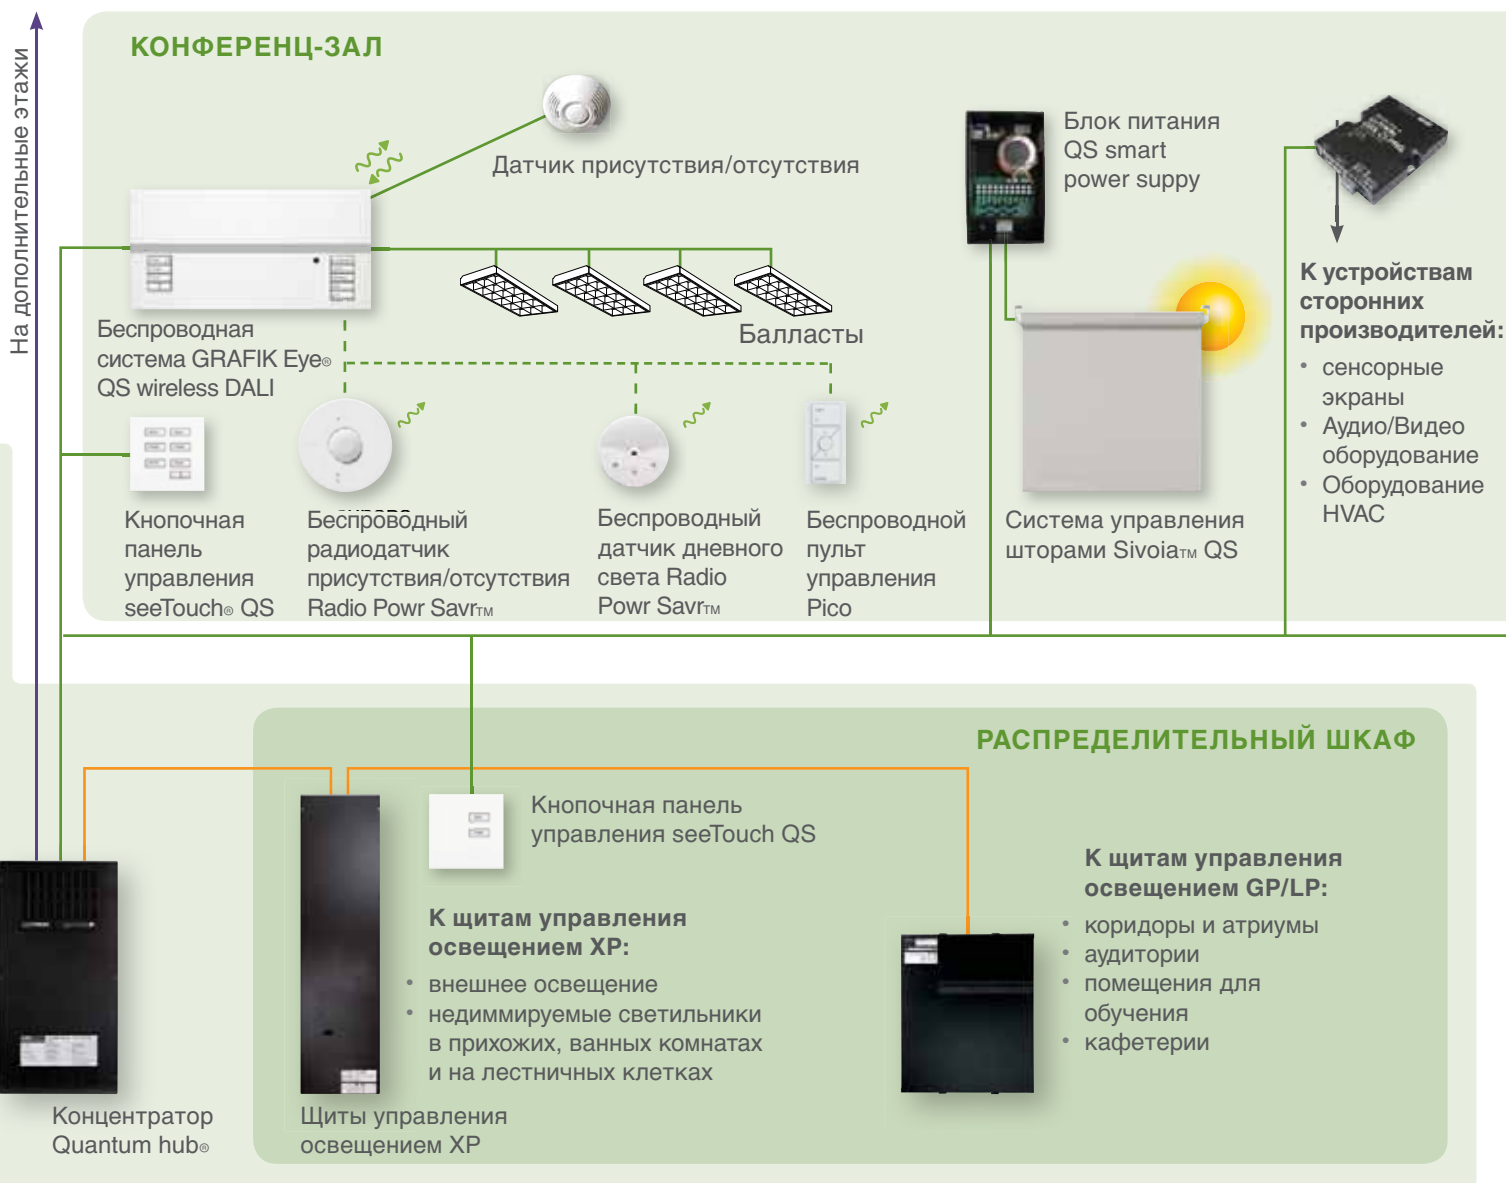 На дополнительные этажи
КОНФЕРЕНЦ-ЗАЛ
Датчик присутствия/отсутствия
Блок питания
QS smart
power suppy
К устройствам
сторонних
производителей:
• сенсорные
экраны
• Аудио/Видео
оборудование
• Оборудование
HVAC
Балласты
Беспроводная
система GRAFIK Eye®
QS wireless DALI
Кнопочная
панель
управления
seeTouch® QS
Беспроводный
радиодатчик
присутствия/отсутствия
Radio Powr Savr™
Беспроводный
датчик дневного
света Radio
Powr Savr™
Беспроводной
пульт
управления
Pico
Система управления
шторами Sivoia™ QS
РАСПРЕДЕЛИТЕЛЬНЫЙ ШКАФ
Кнопочная панель
управления seeTouch QS
К щитам управления
освещением XP:
• внешнее освещение
• недиммируемые светильники
в прихожих, ванных комнатах
и на лестничных клетках
К щитам управления
освещением GP/LP:
• коридоры и атриумы
• аудитории
• помещения для
обучения
• кафетерии
Концентратор
Quantum hub®
Щиты управления
освещением XP